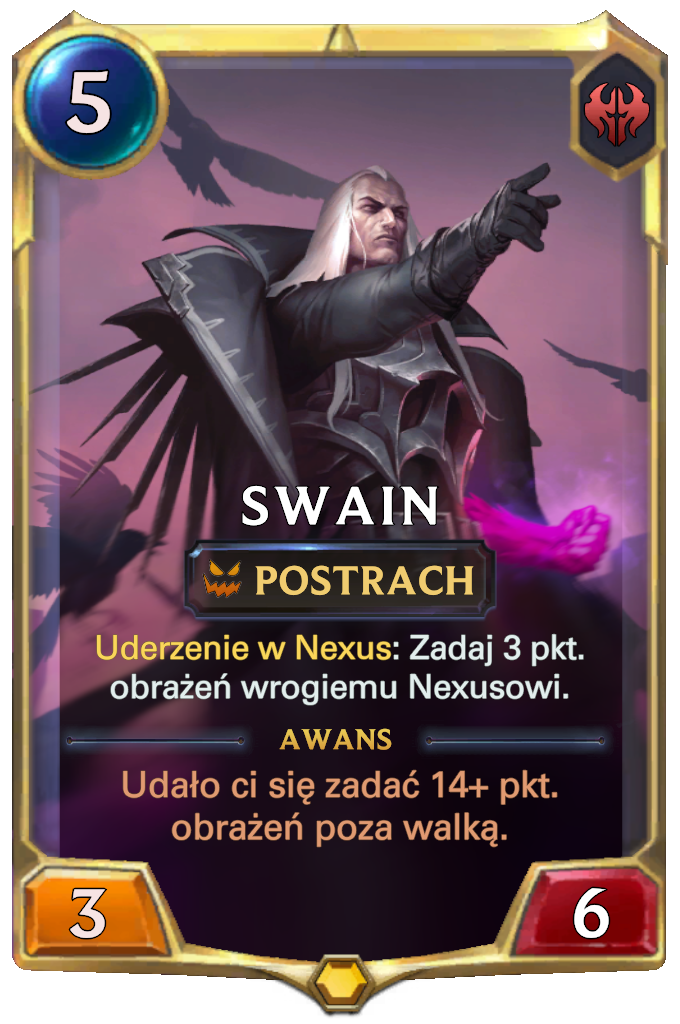 5
SWAIN
POSTRACH
Uderzenie w Nexus: Zadaj 3 pkt.
obrażeń wrogiemu Nexusowi.
AWANS
Udało ci się zadać 14+ pkt.
obrażeń poza walką.
3
6